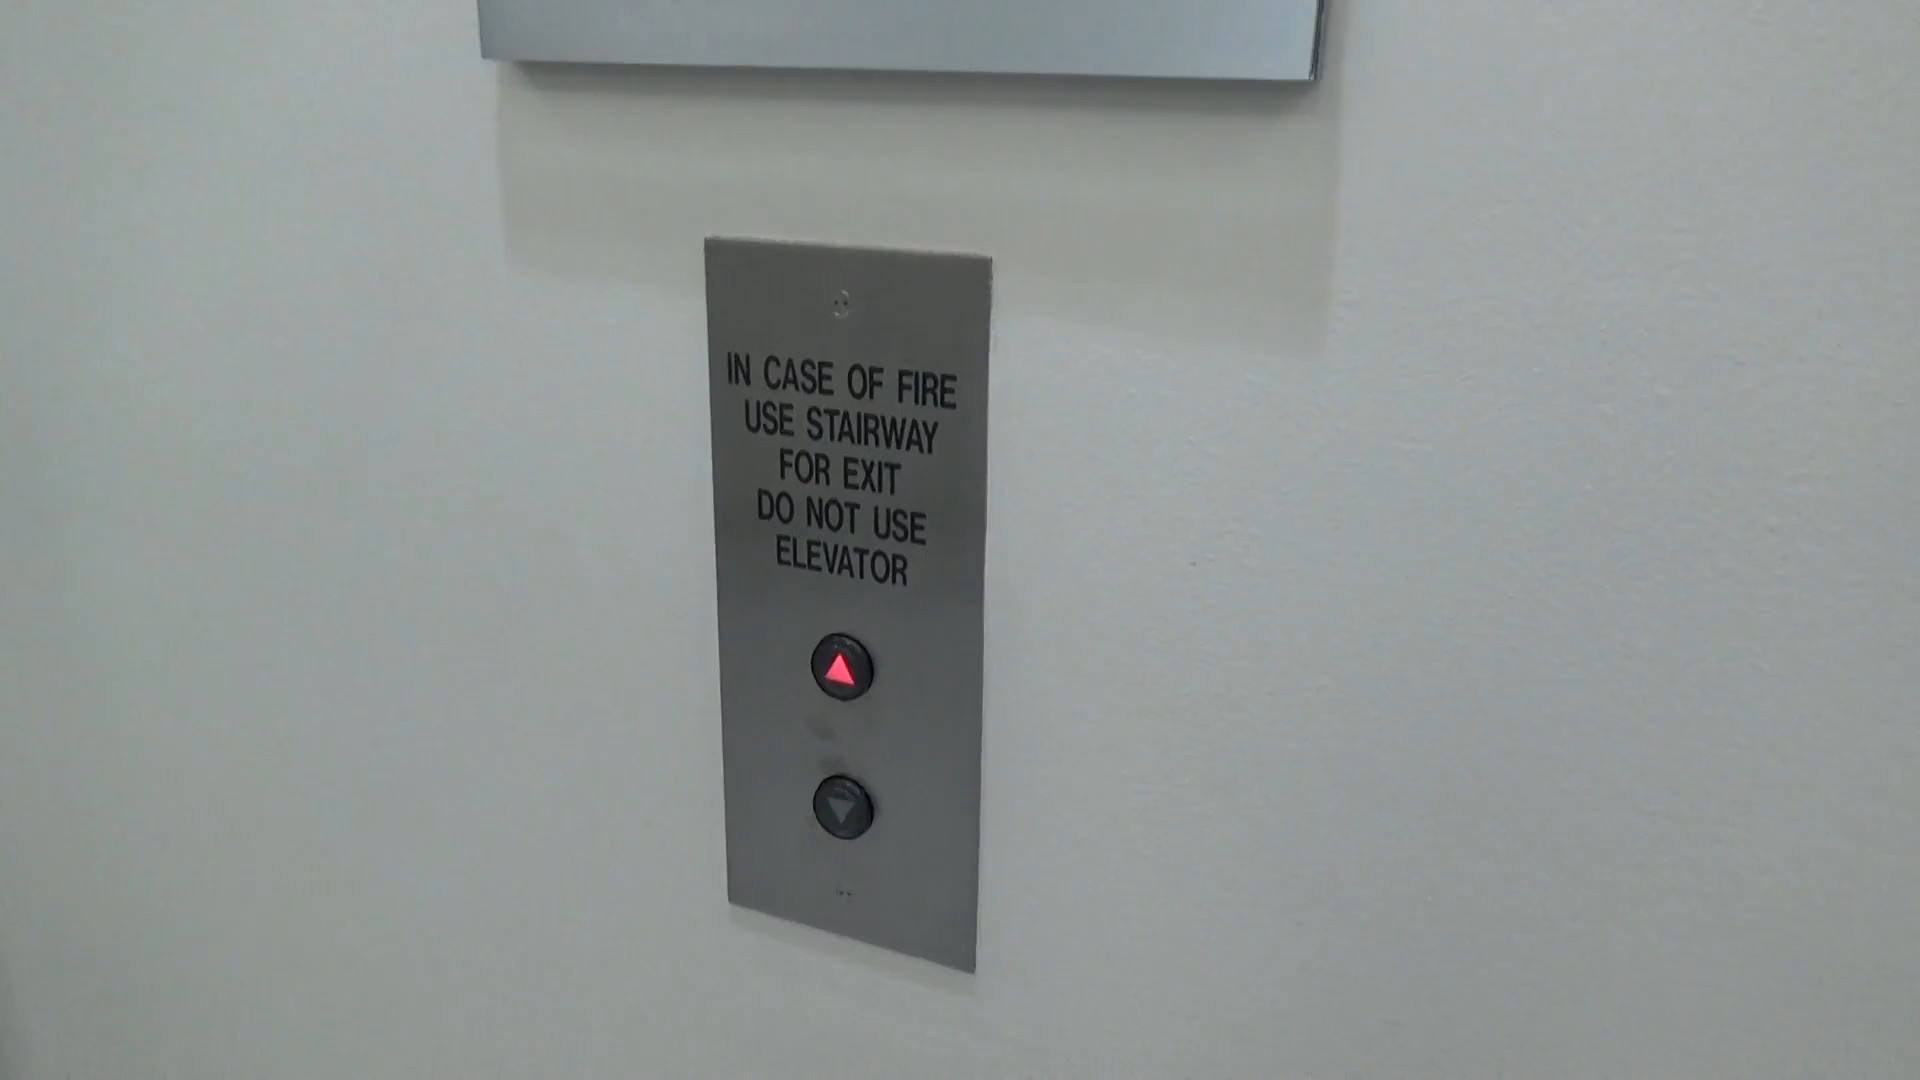 IN CASE OF FIRE
USE STAIRWAY
FOR EXIT
DO NOT USE
ELEVATOR